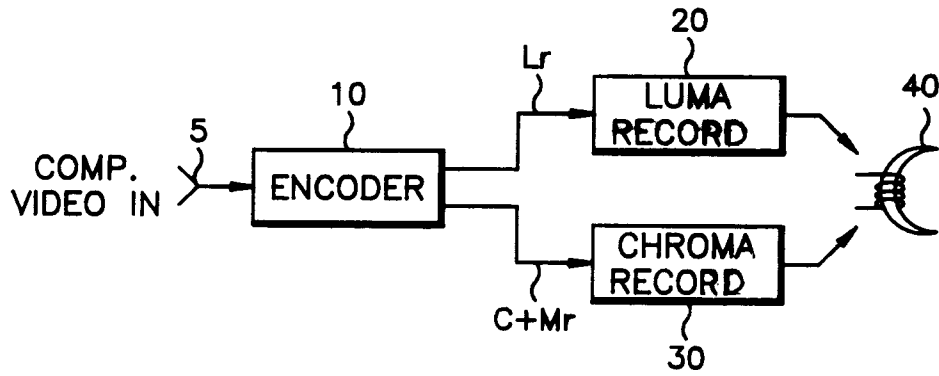 20
Lr
40
10
LUMA
RECORD
5
COMP.
VIDEO IN
ENCODER
CHROMA
RECORD
C+Mr
30